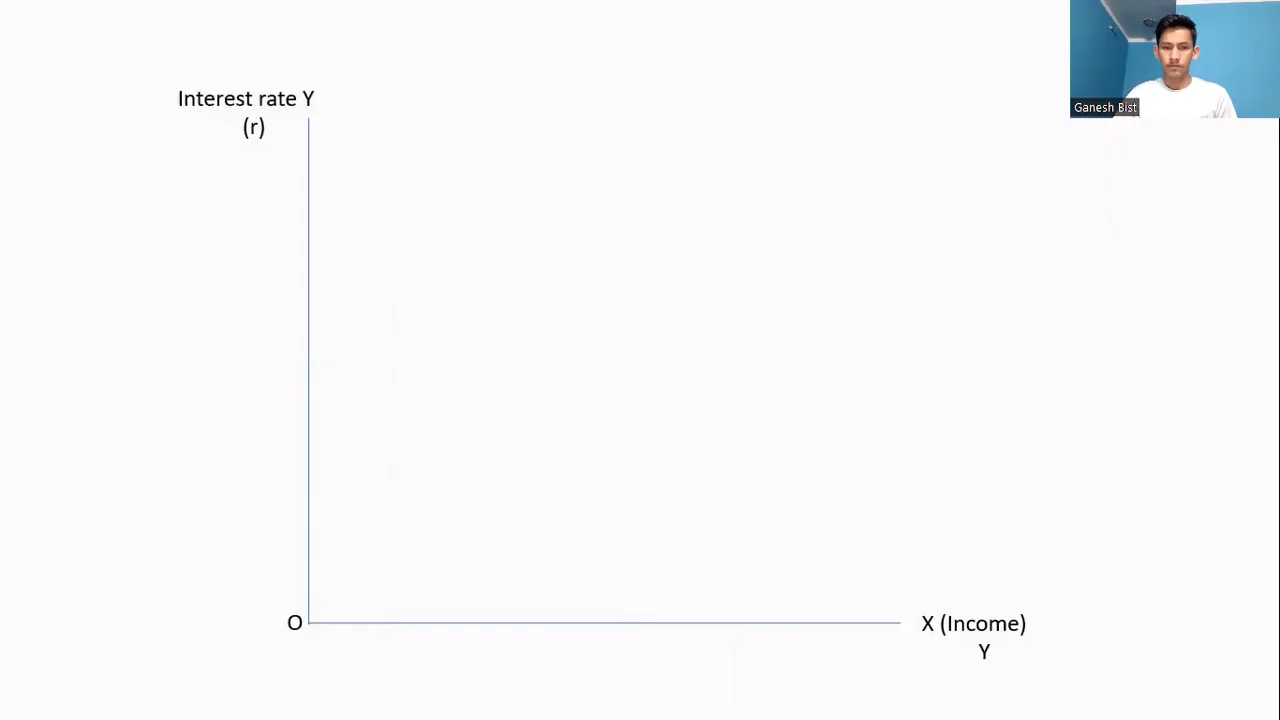 Ganesh Bist
Interest rate Y
(r)
O
X (Income)
Y